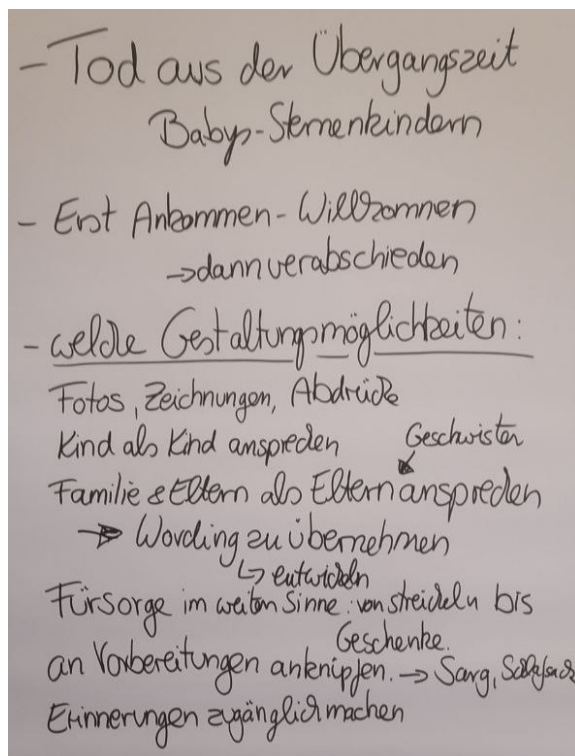 - Tod aus der Übergangszeit
Baby-Sternenkindern
- Erst Ankommen - Willkommen
→ dann verabschieden
- welche Gestaltungsmöglichkeiten:
Fotos, Zeichnungen, Abdrücke
Kind als Kind ansprechen
Geschwister
Familie & Eltern als Eltern ansprechen
→ Wording zu übernehmen
↳ entwickeln
Fürsorge im weiten Sinne: von streicheln bis
Geschenke.
an Vorbereitungen anknüpfen. → Sarg,
Erinnerungen zugänglich machen